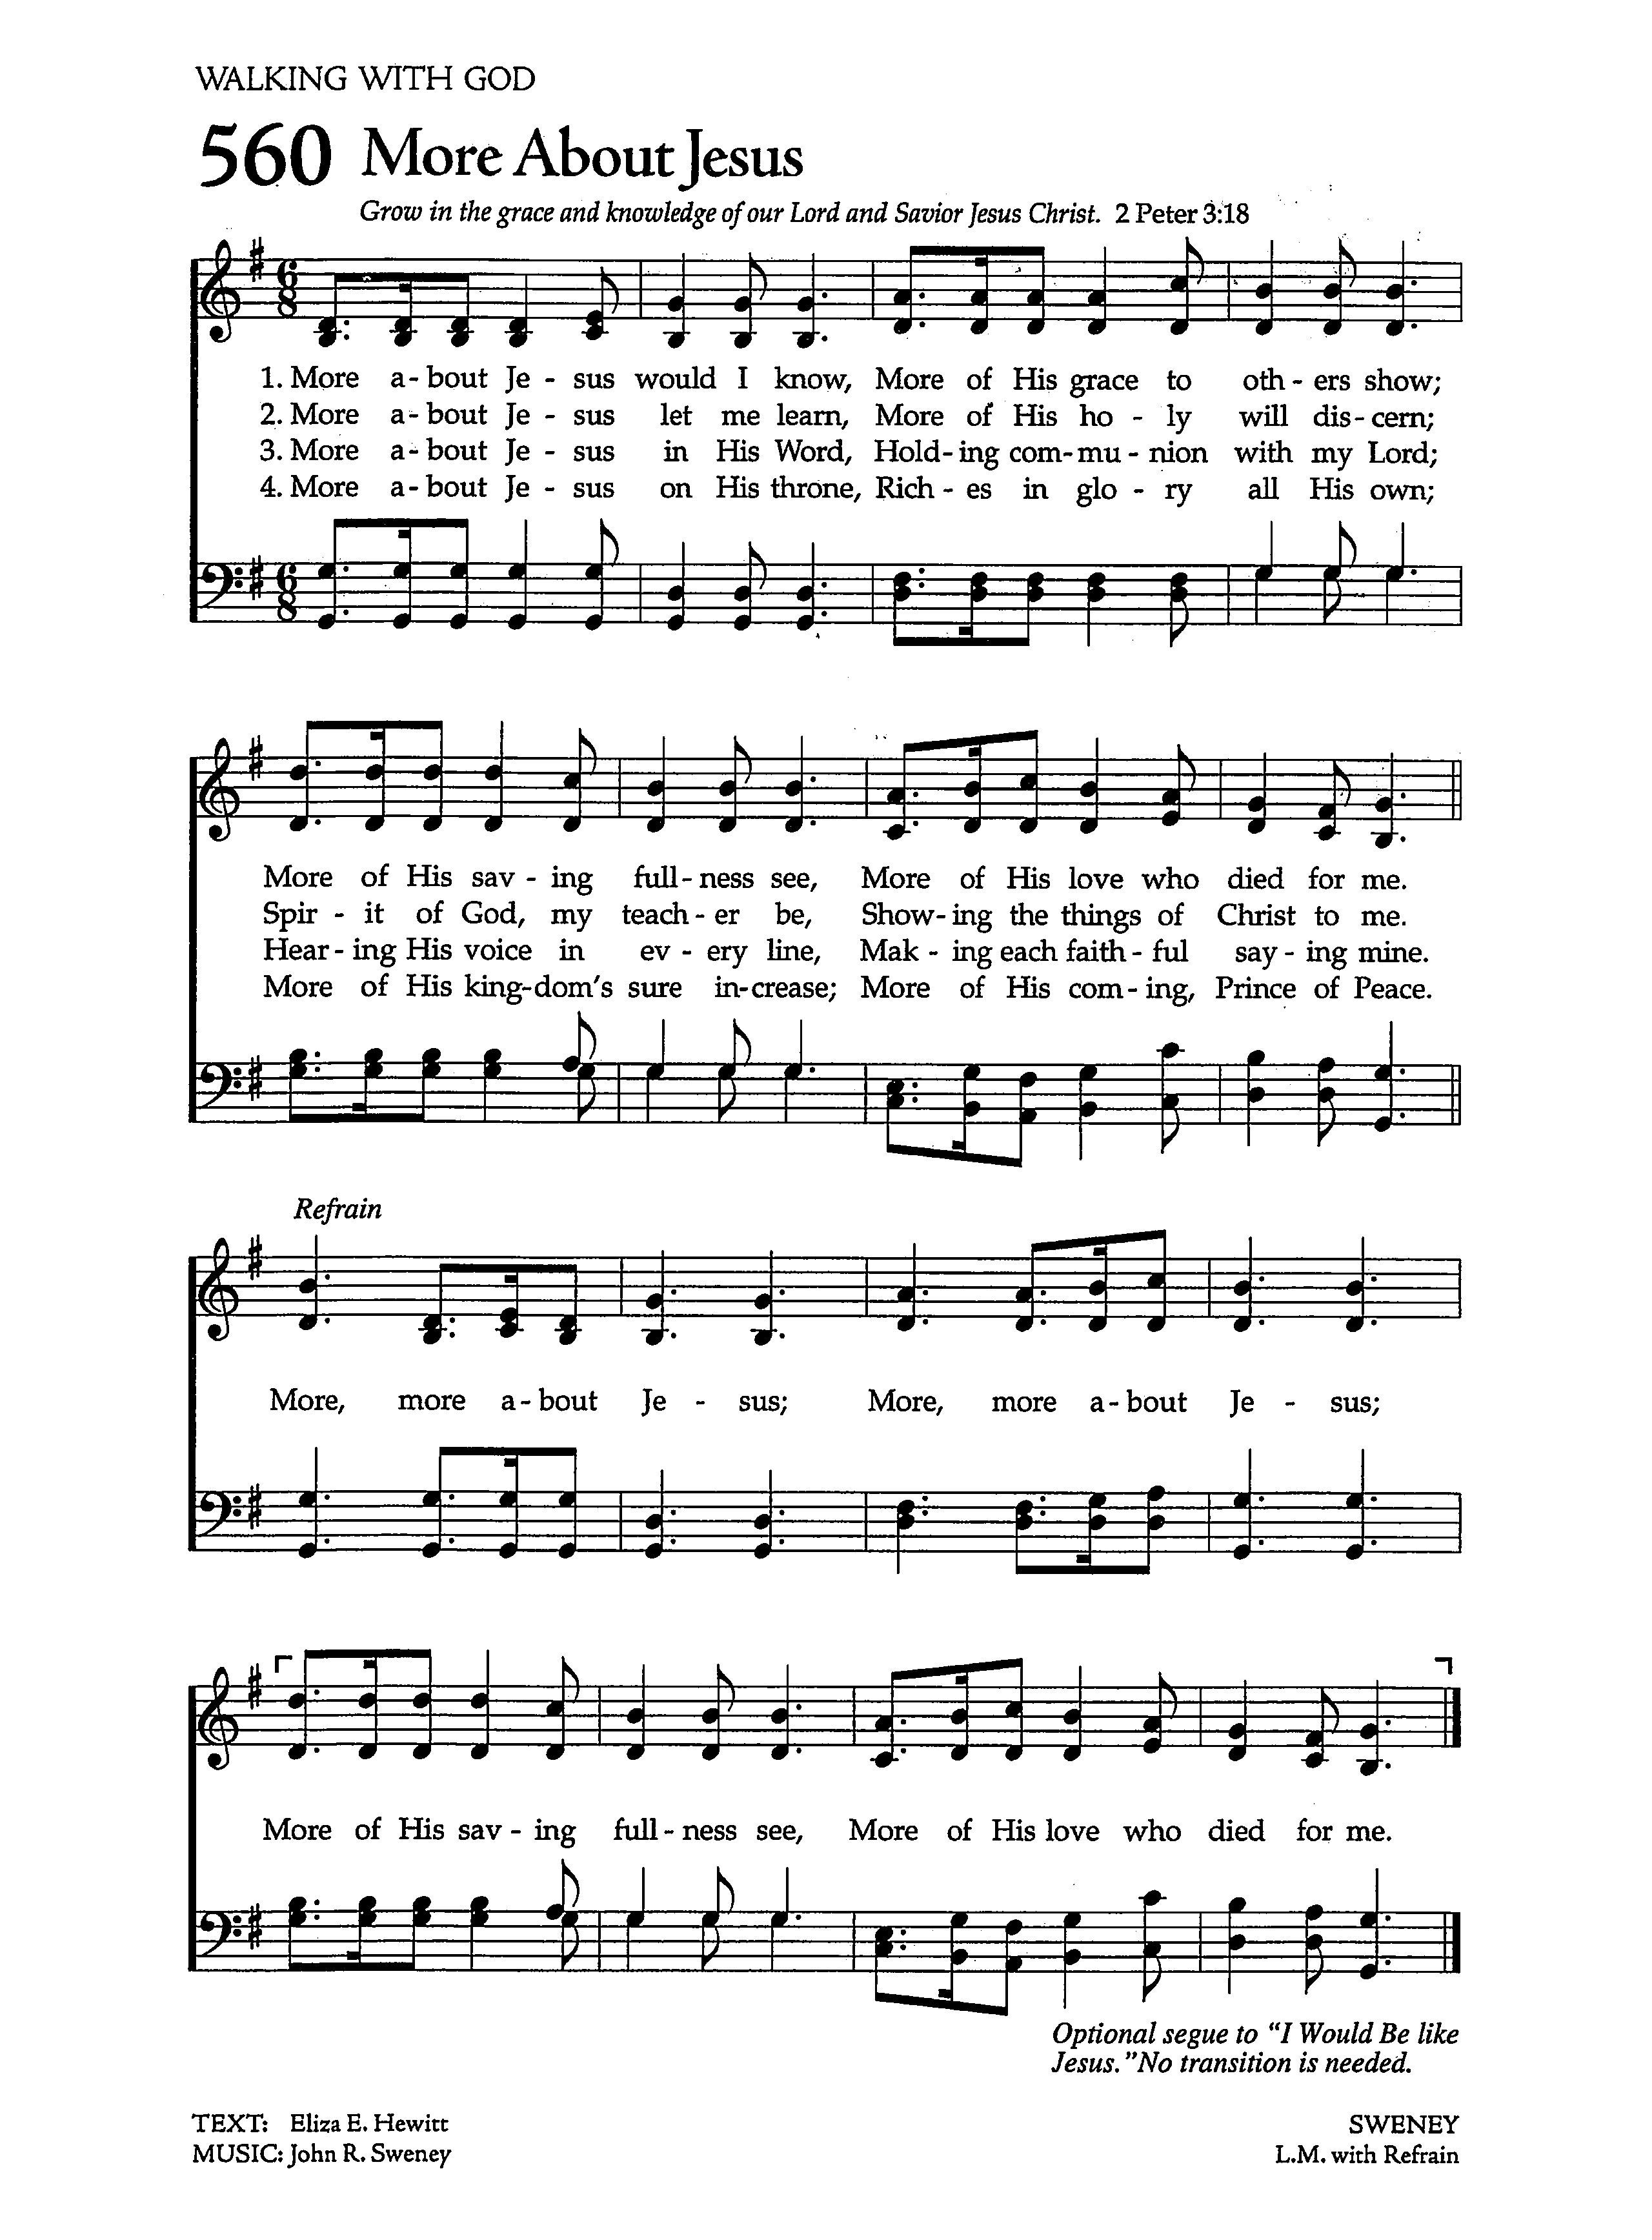 WALKING WITH GOD
560 More About Jesus
Grow in the grace and knowledge of our Lord and Savior Jesus Christ. 2 Peter 3:18
6 8
1. More a - bout Je - sus would I know, More of His grace to oth - ers show;
2. More a - bout Je - sus let me learn, More of His ho - ly will dis - cern;
3. More a - bout Je - sus in His Word, Hold - ing com - mu - nion with my Lord;
4. More a - bout Je - sus on His throne, Rich - es in glo - ry all His own;
6 8
More of His sav - ing full - ness see, More of His love who died for me.
Spir - it of God, my teach - er be, Show - ing the things of Christ to me.
Hear - ing His voice in ev - ery line, Mak - ing each faith - ful say - ing mine.
More of His king - dom's sure in - crease; More of His com - ing, Prince of Peace.
Refrain
More, more a - bout Je - sus; More, more a - bout Je - sus;
More of His sav - ing full - ness see, More of His love who died for me.
Optional segue to “I Would Be like
Jesus.” No transition is needed.
TEXT: Eliza E. Hewitt
MUSIC: John R. Sweney
SWENEY
L.M. with Refrain